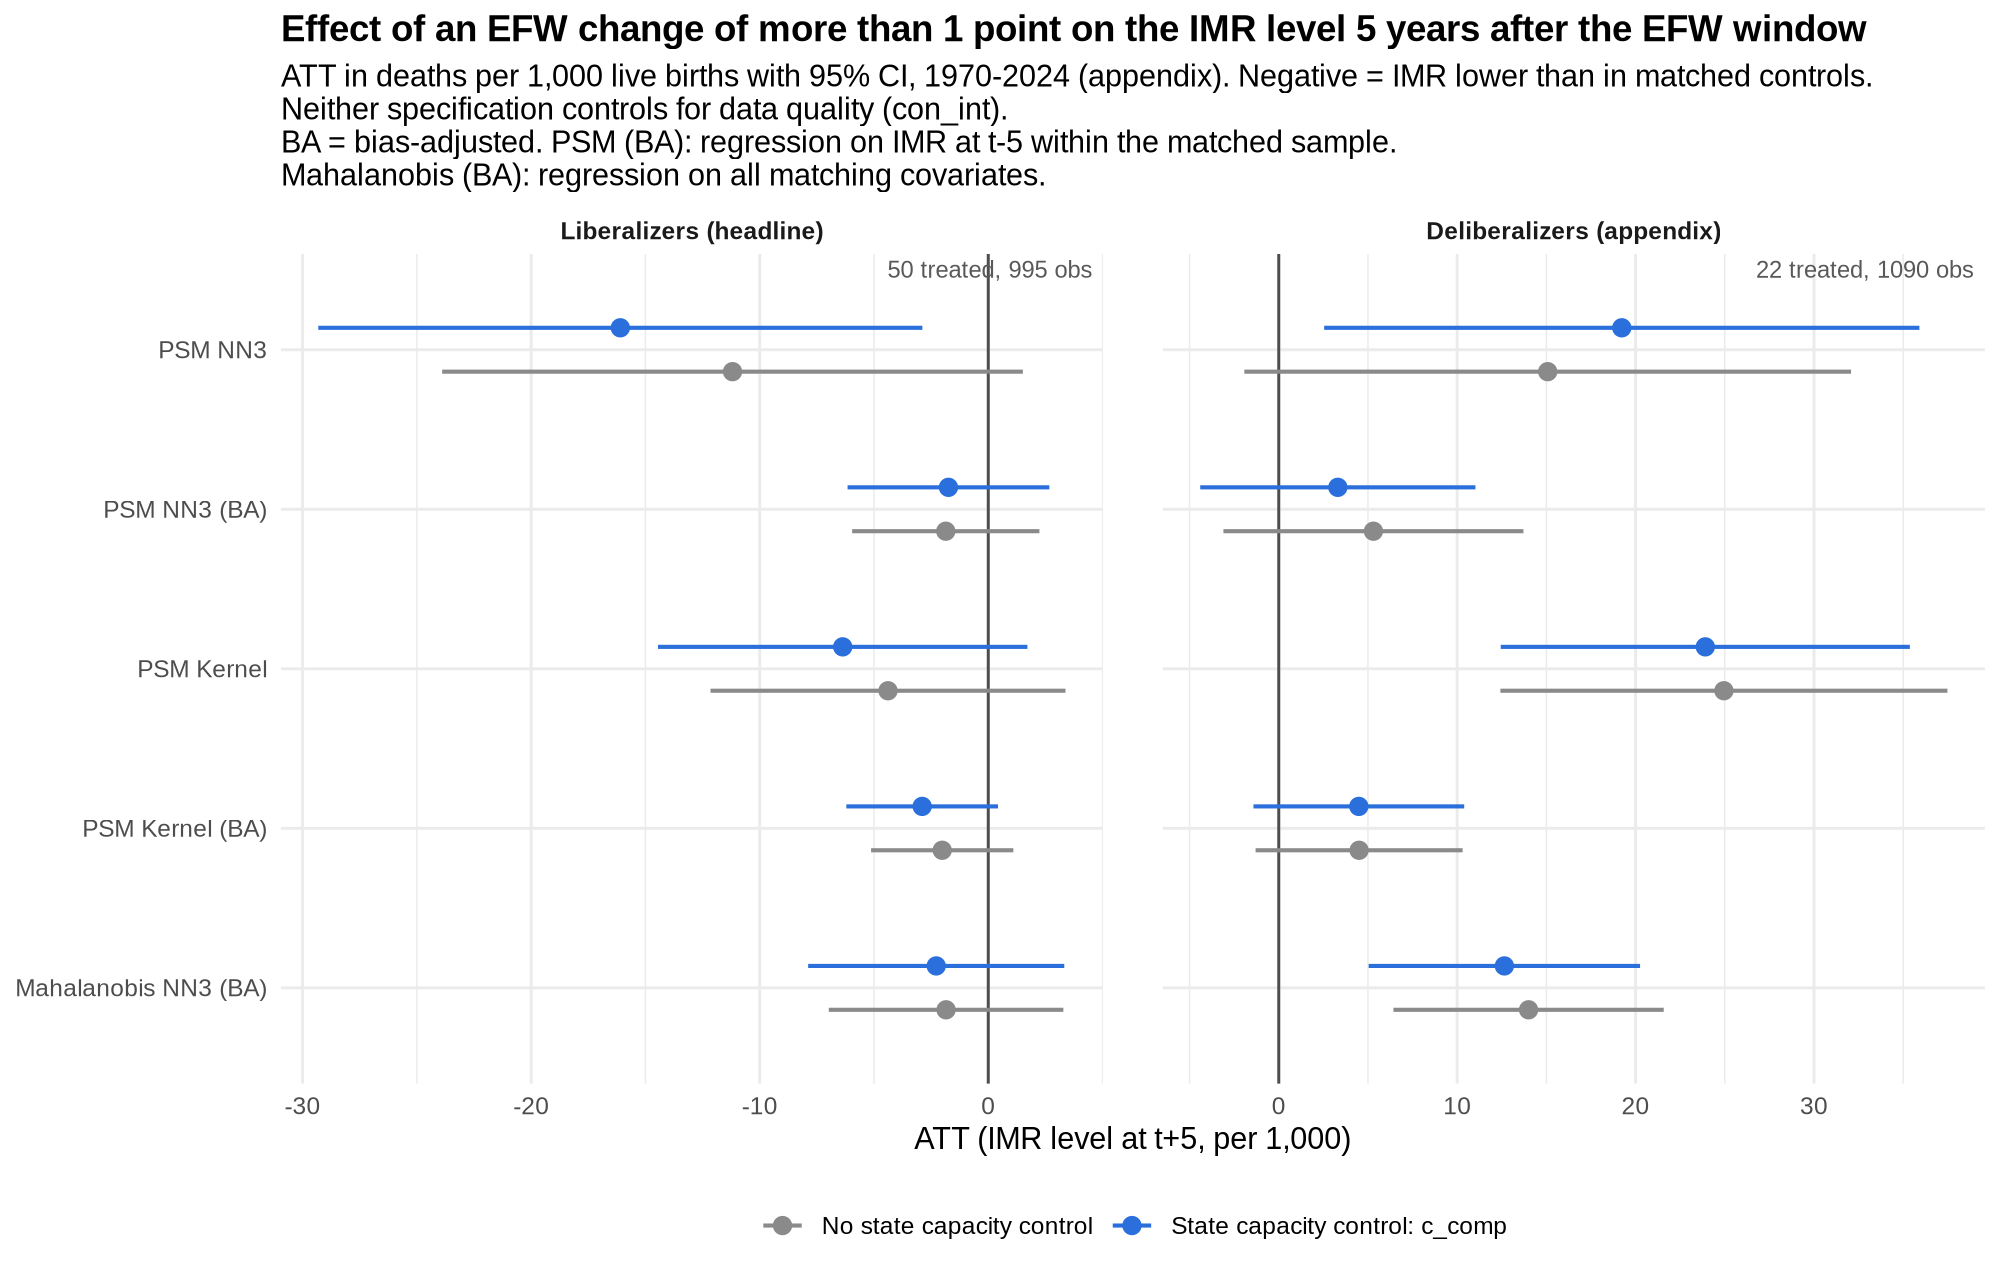 Effect of an EFW change of more than 1 point on the IMR level 5 years after the EFW window
ATT in deaths per 1,000 live births with 95% CI, 1970-2024 (appendix). Negative = IMR lower than in matched controls.
Neither specification controls for data quality (con_int).
BA = bias-adjusted. PSM (BA): regression on IMR at t-5 within the matched sample.
Mahalanobis (BA): regression on all matching covariates.
Liberalizers (headline)
Deliberalizers (appendix)
50 treated, 995 obs
22 treated, 1090 obs
PSM NN3
PSM NN3 (BA)
PSM Kernel
PSM Kernel (BA)
Mahalanobis NN3 (BA)
-30 -20 -10 0
0 10 20 30
ATT (IMR level at t+5, per 1,000)
No state capacity control
State capacity control: c_comp